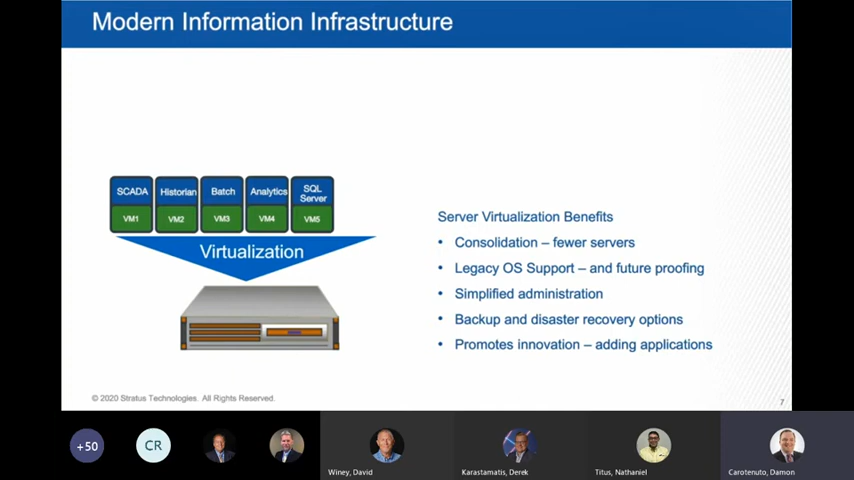 Modern Information Infrastructure
SCADA Historian Batch Analytics SQL Server
VM1 VM2 VM3 VM4 VM5
Virtualization
Server Virtualization Benefits
• Consolidation – fewer servers
• Legacy OS Support – and future proofing
• Simplified administration
• Backup and disaster recovery options
• Promotes innovation – adding applications
© 2020 Stratus Technologies. All Rights Reserved.
7
+50
CR
Winey, David
Karastamatis, Derek
Titus, Nathaniel
Carotenuto, Damon